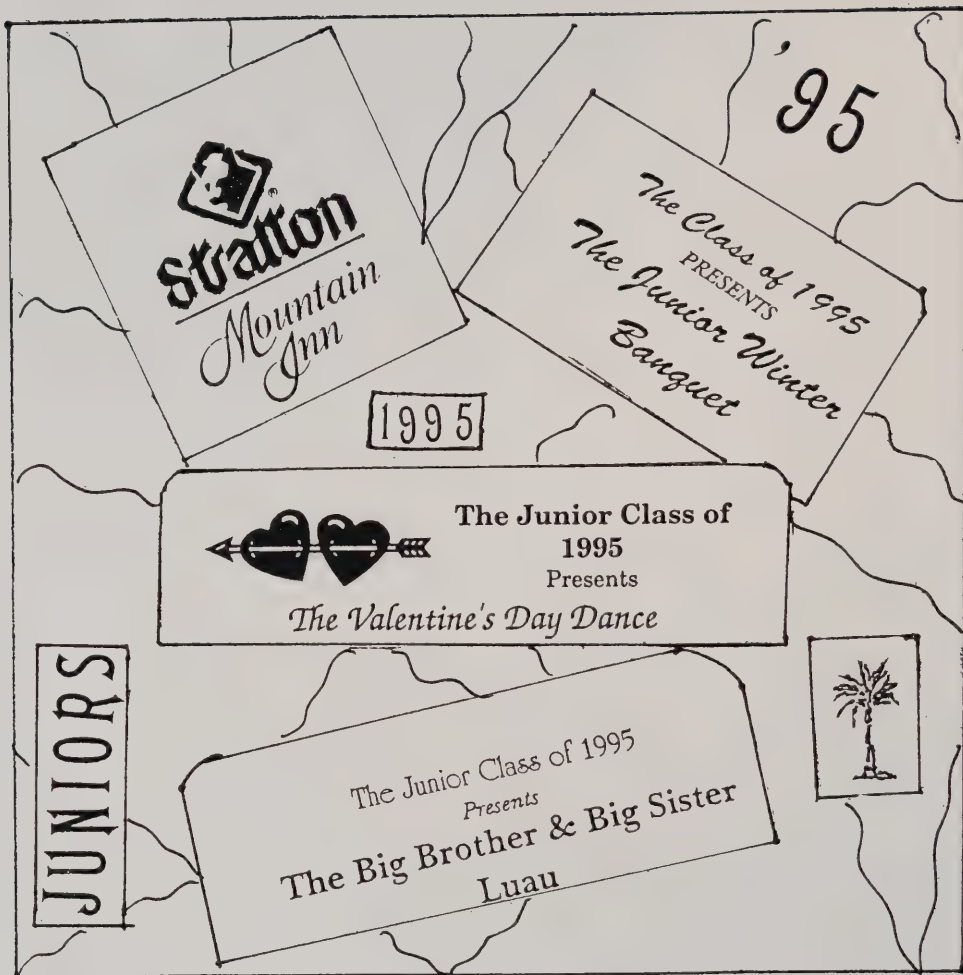 '95
Stratton®
Mountain
Inn
The Class of 1995
PRESENTS
The Junior Winter
Banquet
1995
The Junior Class of
1995
Presents
The Valentine's Day Dance
JUNIORS
The Junior Class of 1995
Presents
The Big Brother & Big Sister
Luau